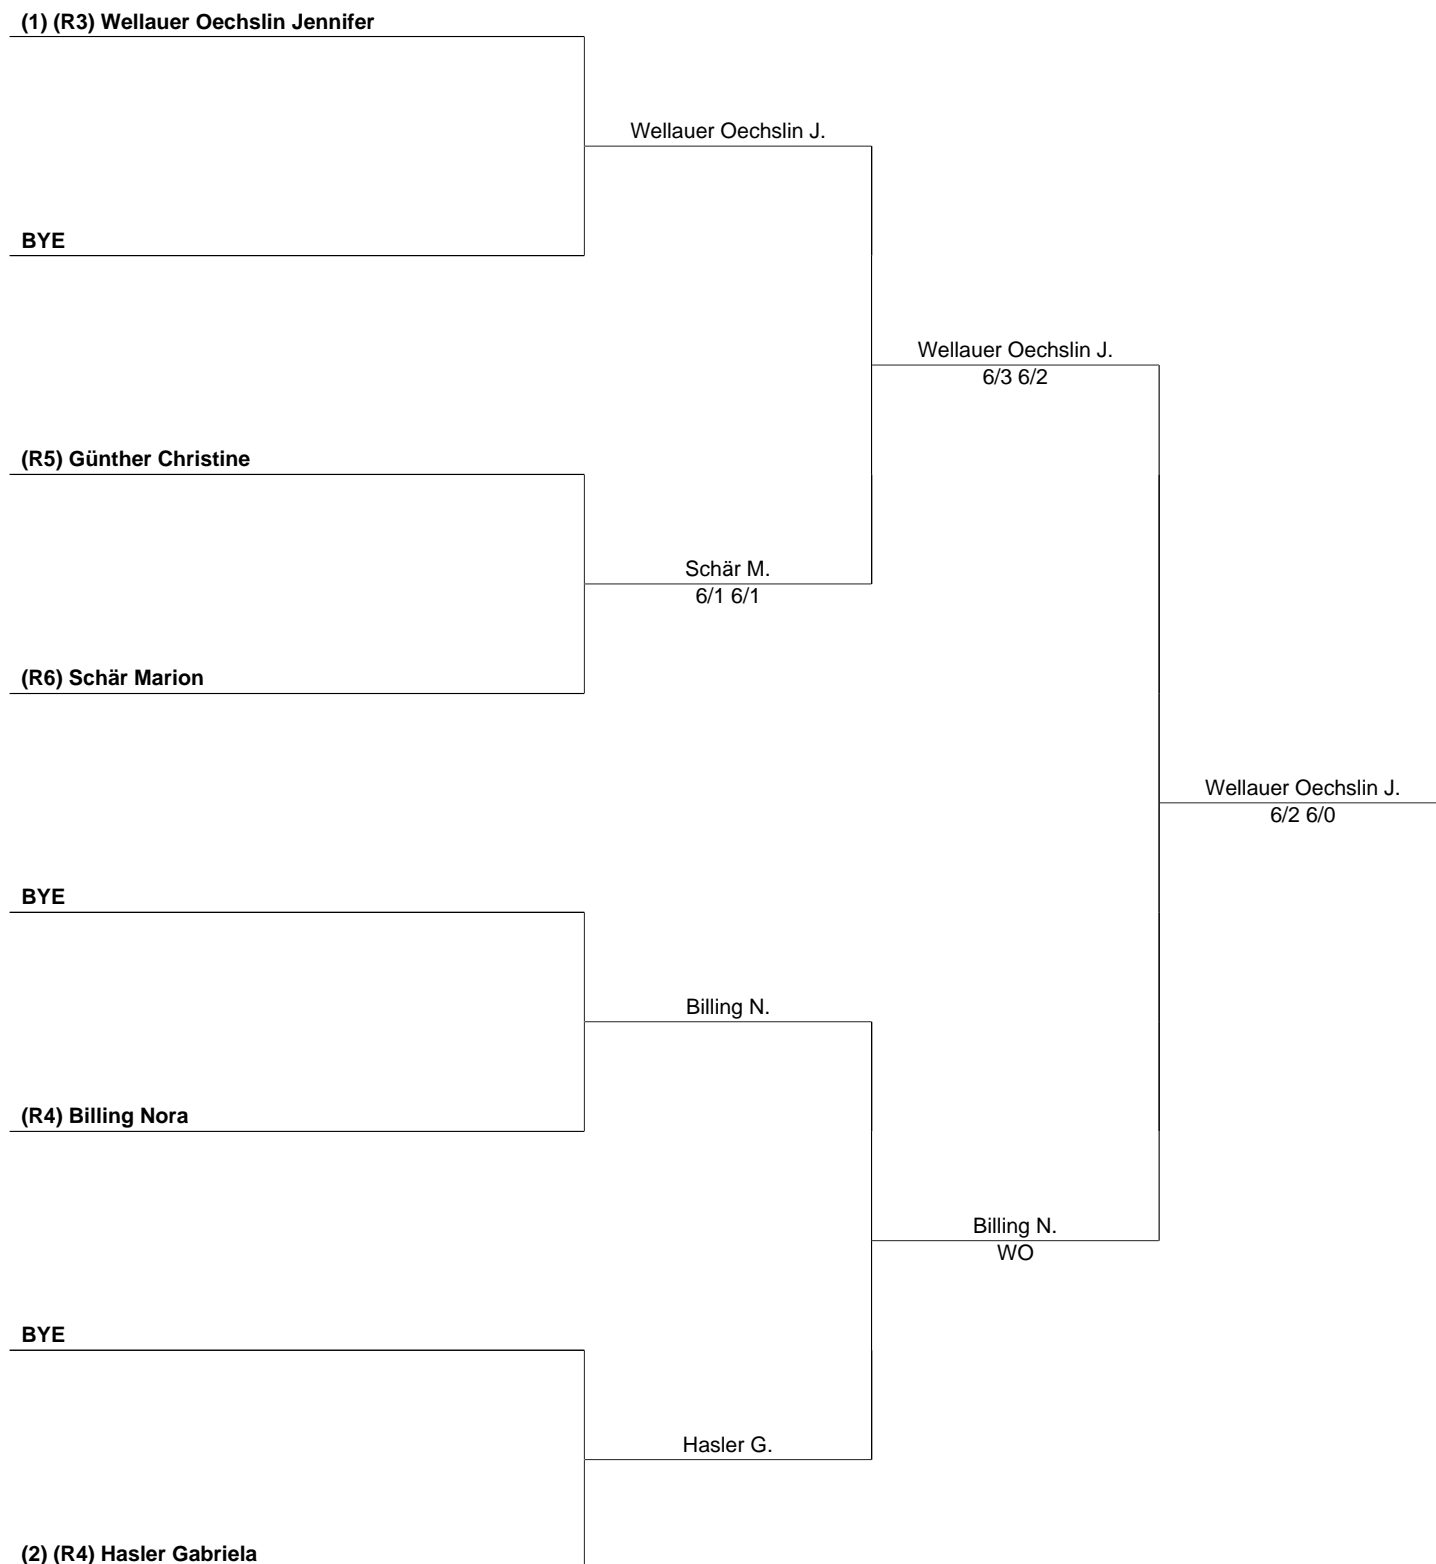 (1) (R3) Wellauer Oechslin Jennifer
Wellauer Oechslin J.
BYE
Wellauer Oechslin J.
6/3 6/2
(R5) Günther Christine
Schär M.
6/1 6/1
(R6) Schär Marion
Wellauer Oechslin J.
6/2 6/0
BYE
Billing N.
(R4) Billing Nora
Billing N.
WO
BYE
Hasler G.
(2) (R4) Hasler Gabriela